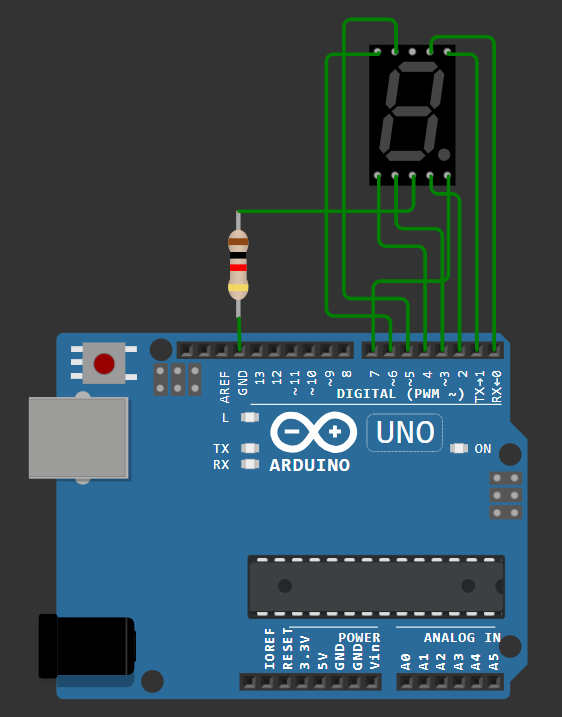 AREF
GND
13
12
~11
~10
~9
8
7
~6
~5
4
~3
2
TX→1
RX←0
DIGITAL (PWM ~)
L
TX
RX
UNO
ON
ARDUINO
POWER
ANALOG IN
IOREF
RESET
3.3V
5V
GND
GND
Vin
A0
A1
A2
A3
A4
A5